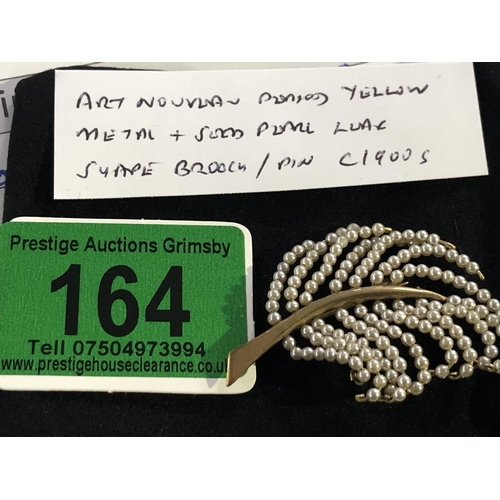 ART NOUVEAU PERIOD YELLOW
METAL + SEED PEARL LEAF
SHAPE BROOCH / PIN C1900S
Prestige Auctions Grimsby
164
Tell 07504973994
www.prestigehouseclearance.co.uk